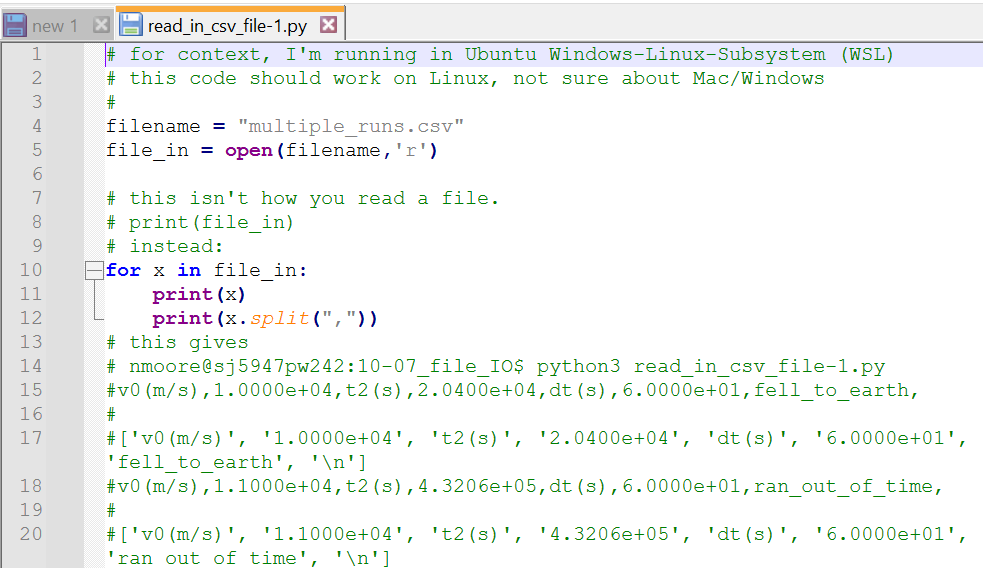 new 1 read_in_csv_file-1.py
1 # for context, I'm running in Ubuntu Windows-Linux-Subsystem (WSL)
2 # this code should work on Linux, not sure about Mac/Windows
3 #
4 filename = "multiple_runs.csv"
5 file_in = open(filename,'r')
6
7 # this isn't how you read a file.
8 # print(file_in)
9 # instead:
10 for x in file_in:
11     print(x)
12     print(x.split(","))
13 # this gives
14 # nmoore@sj5947pw242:10-07_file_IO$ python3 read_in_csv_file-1.py
15 #v0(m/s),1.0000e+04,t2(s),2.0400e+04,dt(s),6.0000e+01,fell_to_earth,
16 #
17 #['v0(m/s)', '1.0000e+04', 't2(s)', '2.0400e+04', 'dt(s)', '6.0000e+01',
'fell_to_earth', '\n']
18 #v0(m/s),1.1000e+04,t2(s),4.3206e+05,dt(s),6.0000e+01,ran_out_of_time,
19 #
20 #['v0(m/s)', '1.1000e+04', 't2(s)', '4.3206e+05', 'dt(s)', '6.0000e+01',
'ran out of time', '\n']